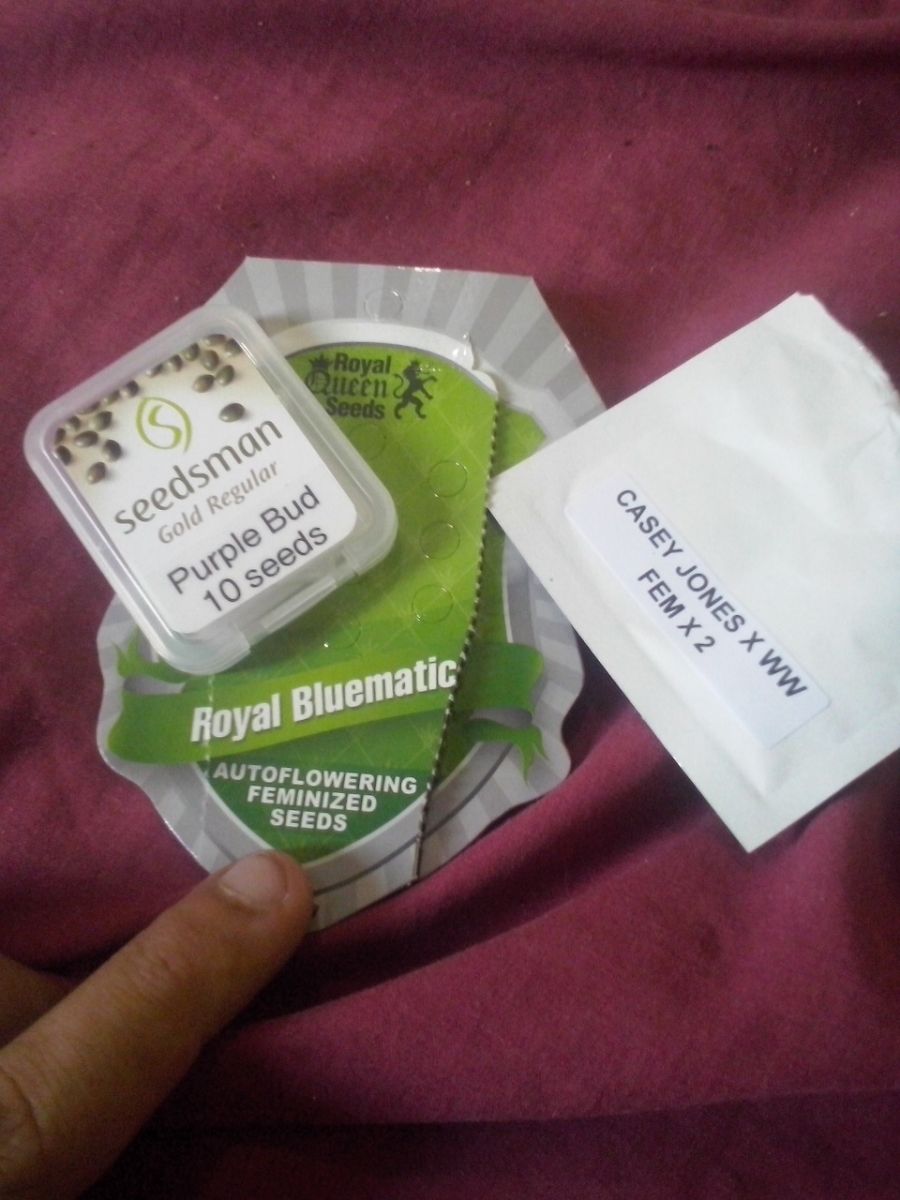 seedsman
Gold Regular
Purple Bud
10 seeds
Royal
Queen
Seeds
Royal Bluematic
AUTOFLOWERING
FEMINIZED
SEEDS
CASEY JONES X WW
FEM X 2